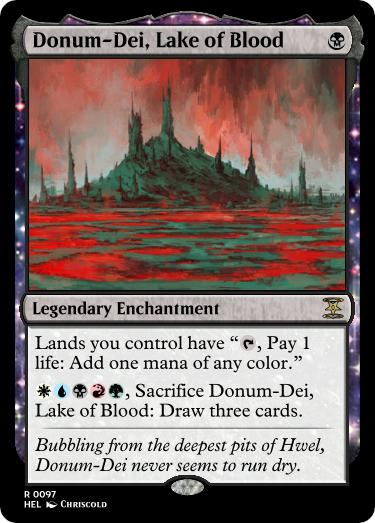 Donum-Dei, Lake of Blood
Legendary Enchantment
Lands you control have “, Pay 1
life: Add one mana of any color.”
, Sacrifice Donum-Dei,
Lake of Blood: Draw three cards.
Bubbling from the deepest pits of Hwel,
Donum-Dei never seems to run dry.
R 0097
HEL Chriscold